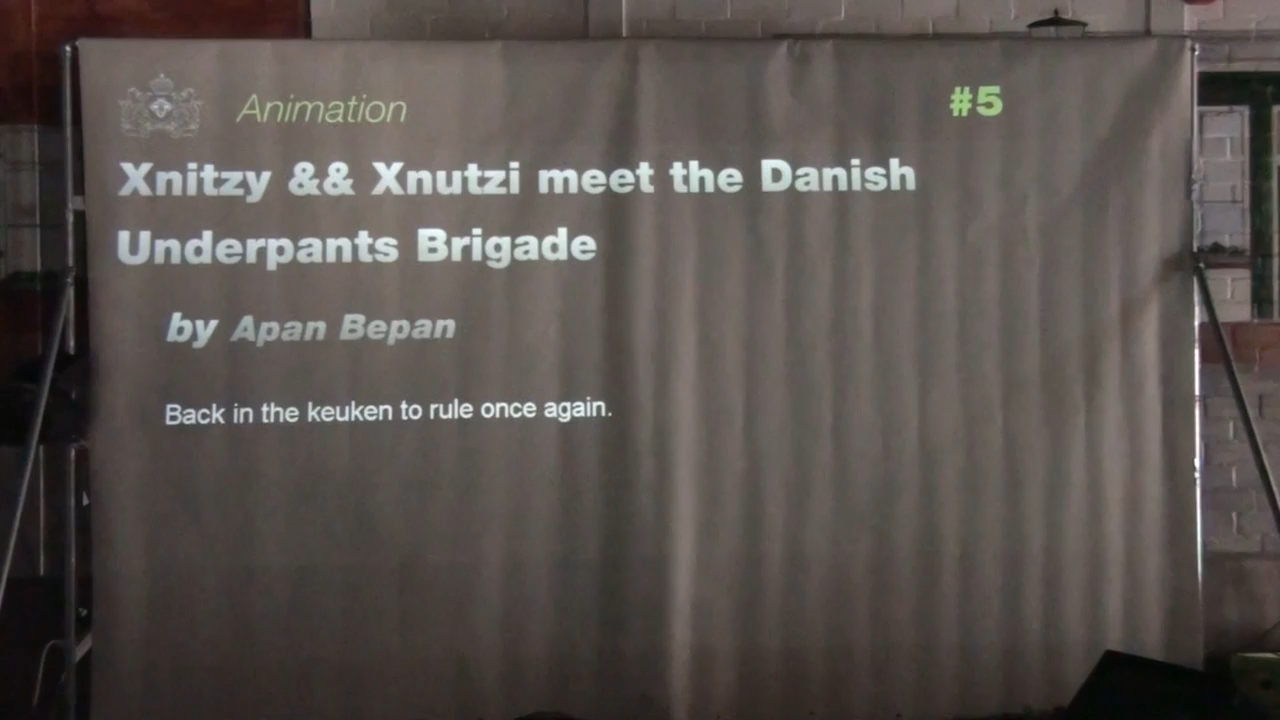 Animation #5
Xnitzy && Xnutzi meet the Danish
Underpants Brigade
by Apan Bepan
Back in the keuken to rule once again.